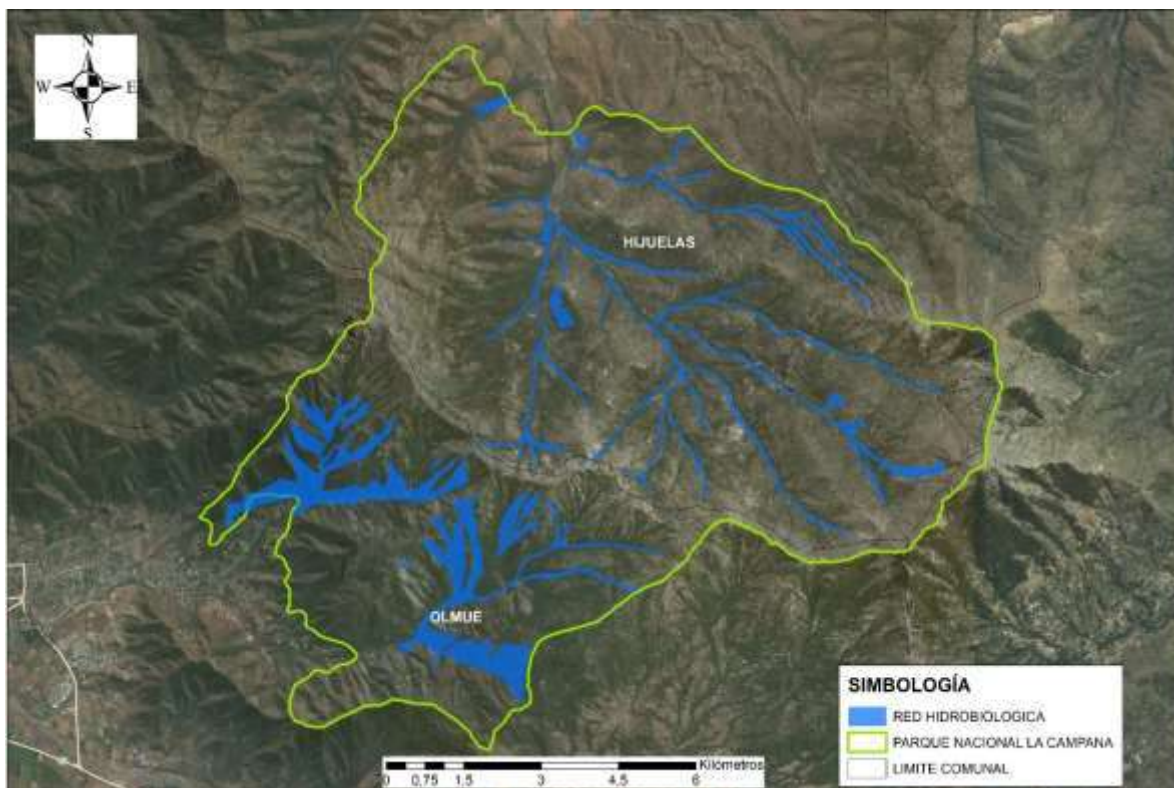 N
W E
S
HIJUELAS
OLMUE
SIMBOLOGÍA
RED HIDROBIOLOGICA
PARQUE NACIONAL LA CAMPANA
LIMITE COMUNAL
Kilómetros
0 0,75 1,5 3 4,5 6